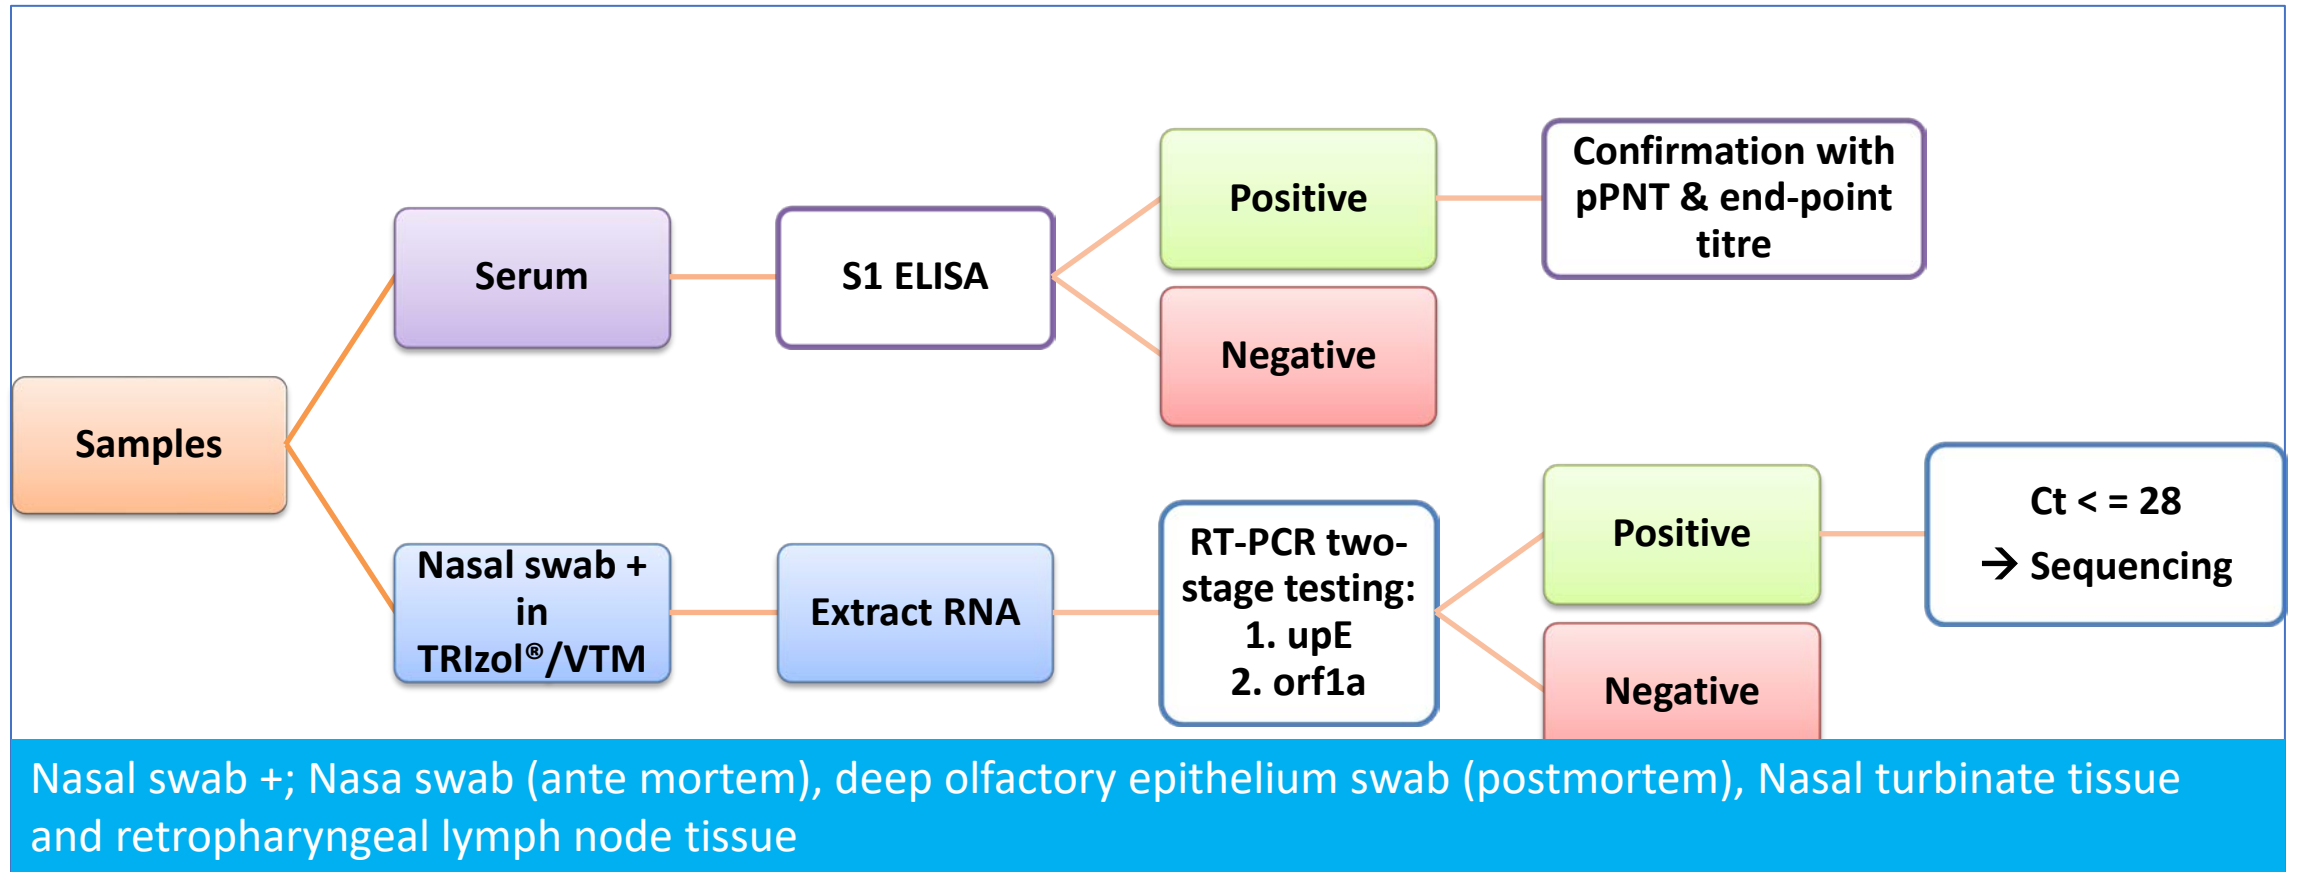 Samples
Serum
S1 ELISA
Positive
Negative
Confirmation with
pPNT & end-point
titre
Nasal swab +
in
TRIzol®/VTM
Extract RNA
RT-PCR two-
stage testing:
1. upE
2. orf1a
Positive
Negative
Ct < = 28
→ Sequencing
Nasal swab +; Nasa swab (ante mortem), deep olfactory epithelium swab (postmortem), Nasal turbinate tissue
and retropharyngeal lymph node tissue